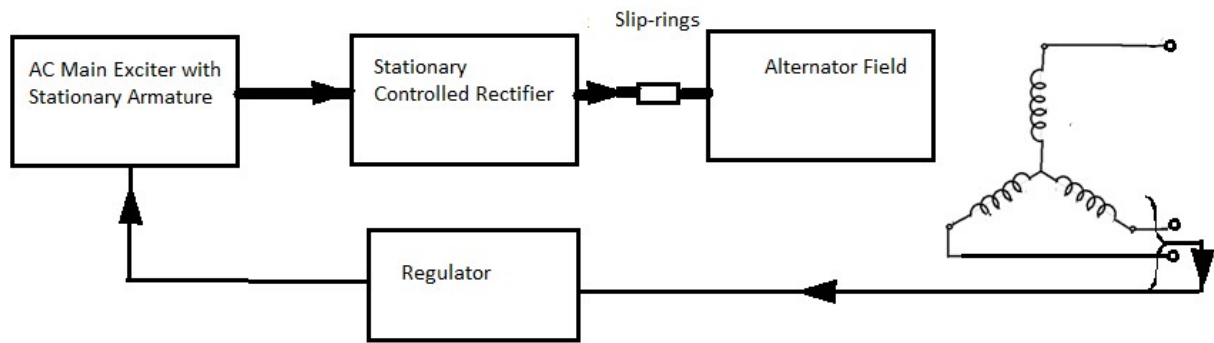 Slip-rings
AC Main Exciter with
Stationary Armature
Stationary
Controlled Rectifier
Alternator Field
Regulator